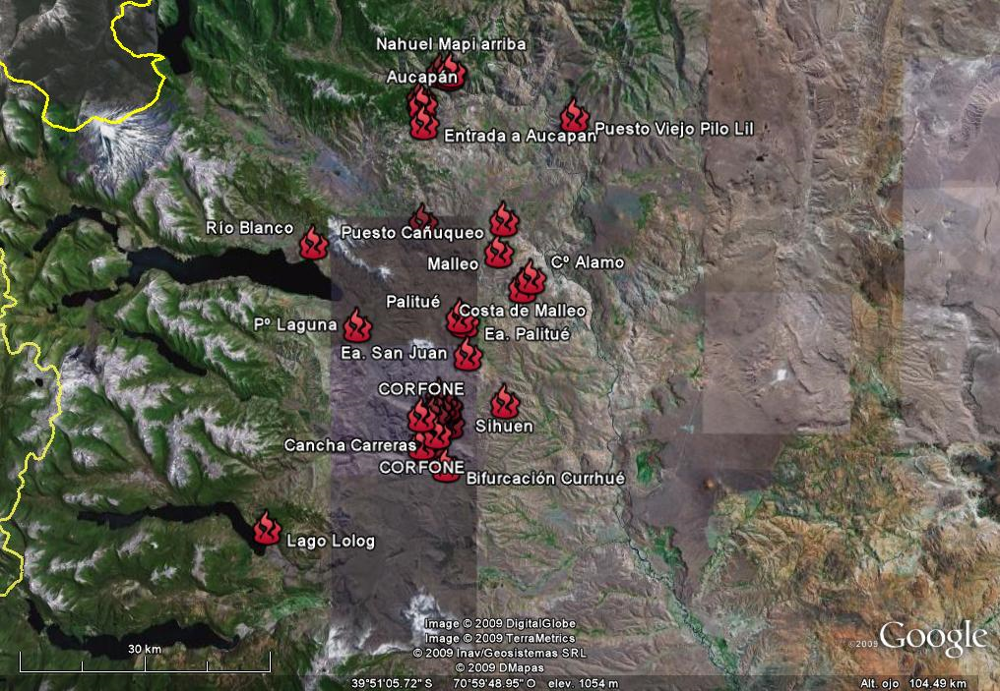 Nahuel Mapi arriba
Aucapán
Entrada a Aucapan
Puesto Viejo Pilo Lil
Río Blanco
Puesto Cañuqueo
Malleo
Cº Alamo
Palitué
Costa de Malleo
Pº Laguna
Ea. Palitué
Ea. San Juan
CORFONE
Sihuen
Cancha Carreras
CORFONE
Bifurcación Currhué
Lago Lolog
Image © 2009 DigitalGlobe
Image © 2009 TerraMetrics
© 2009 Inav/Geosistemas SRL
© 2009 DMapas
©2009 Google
30 km
39°51'05.72" S 70°59'48.95" O elev. 1054 m
Alt. ojo 104.49 km